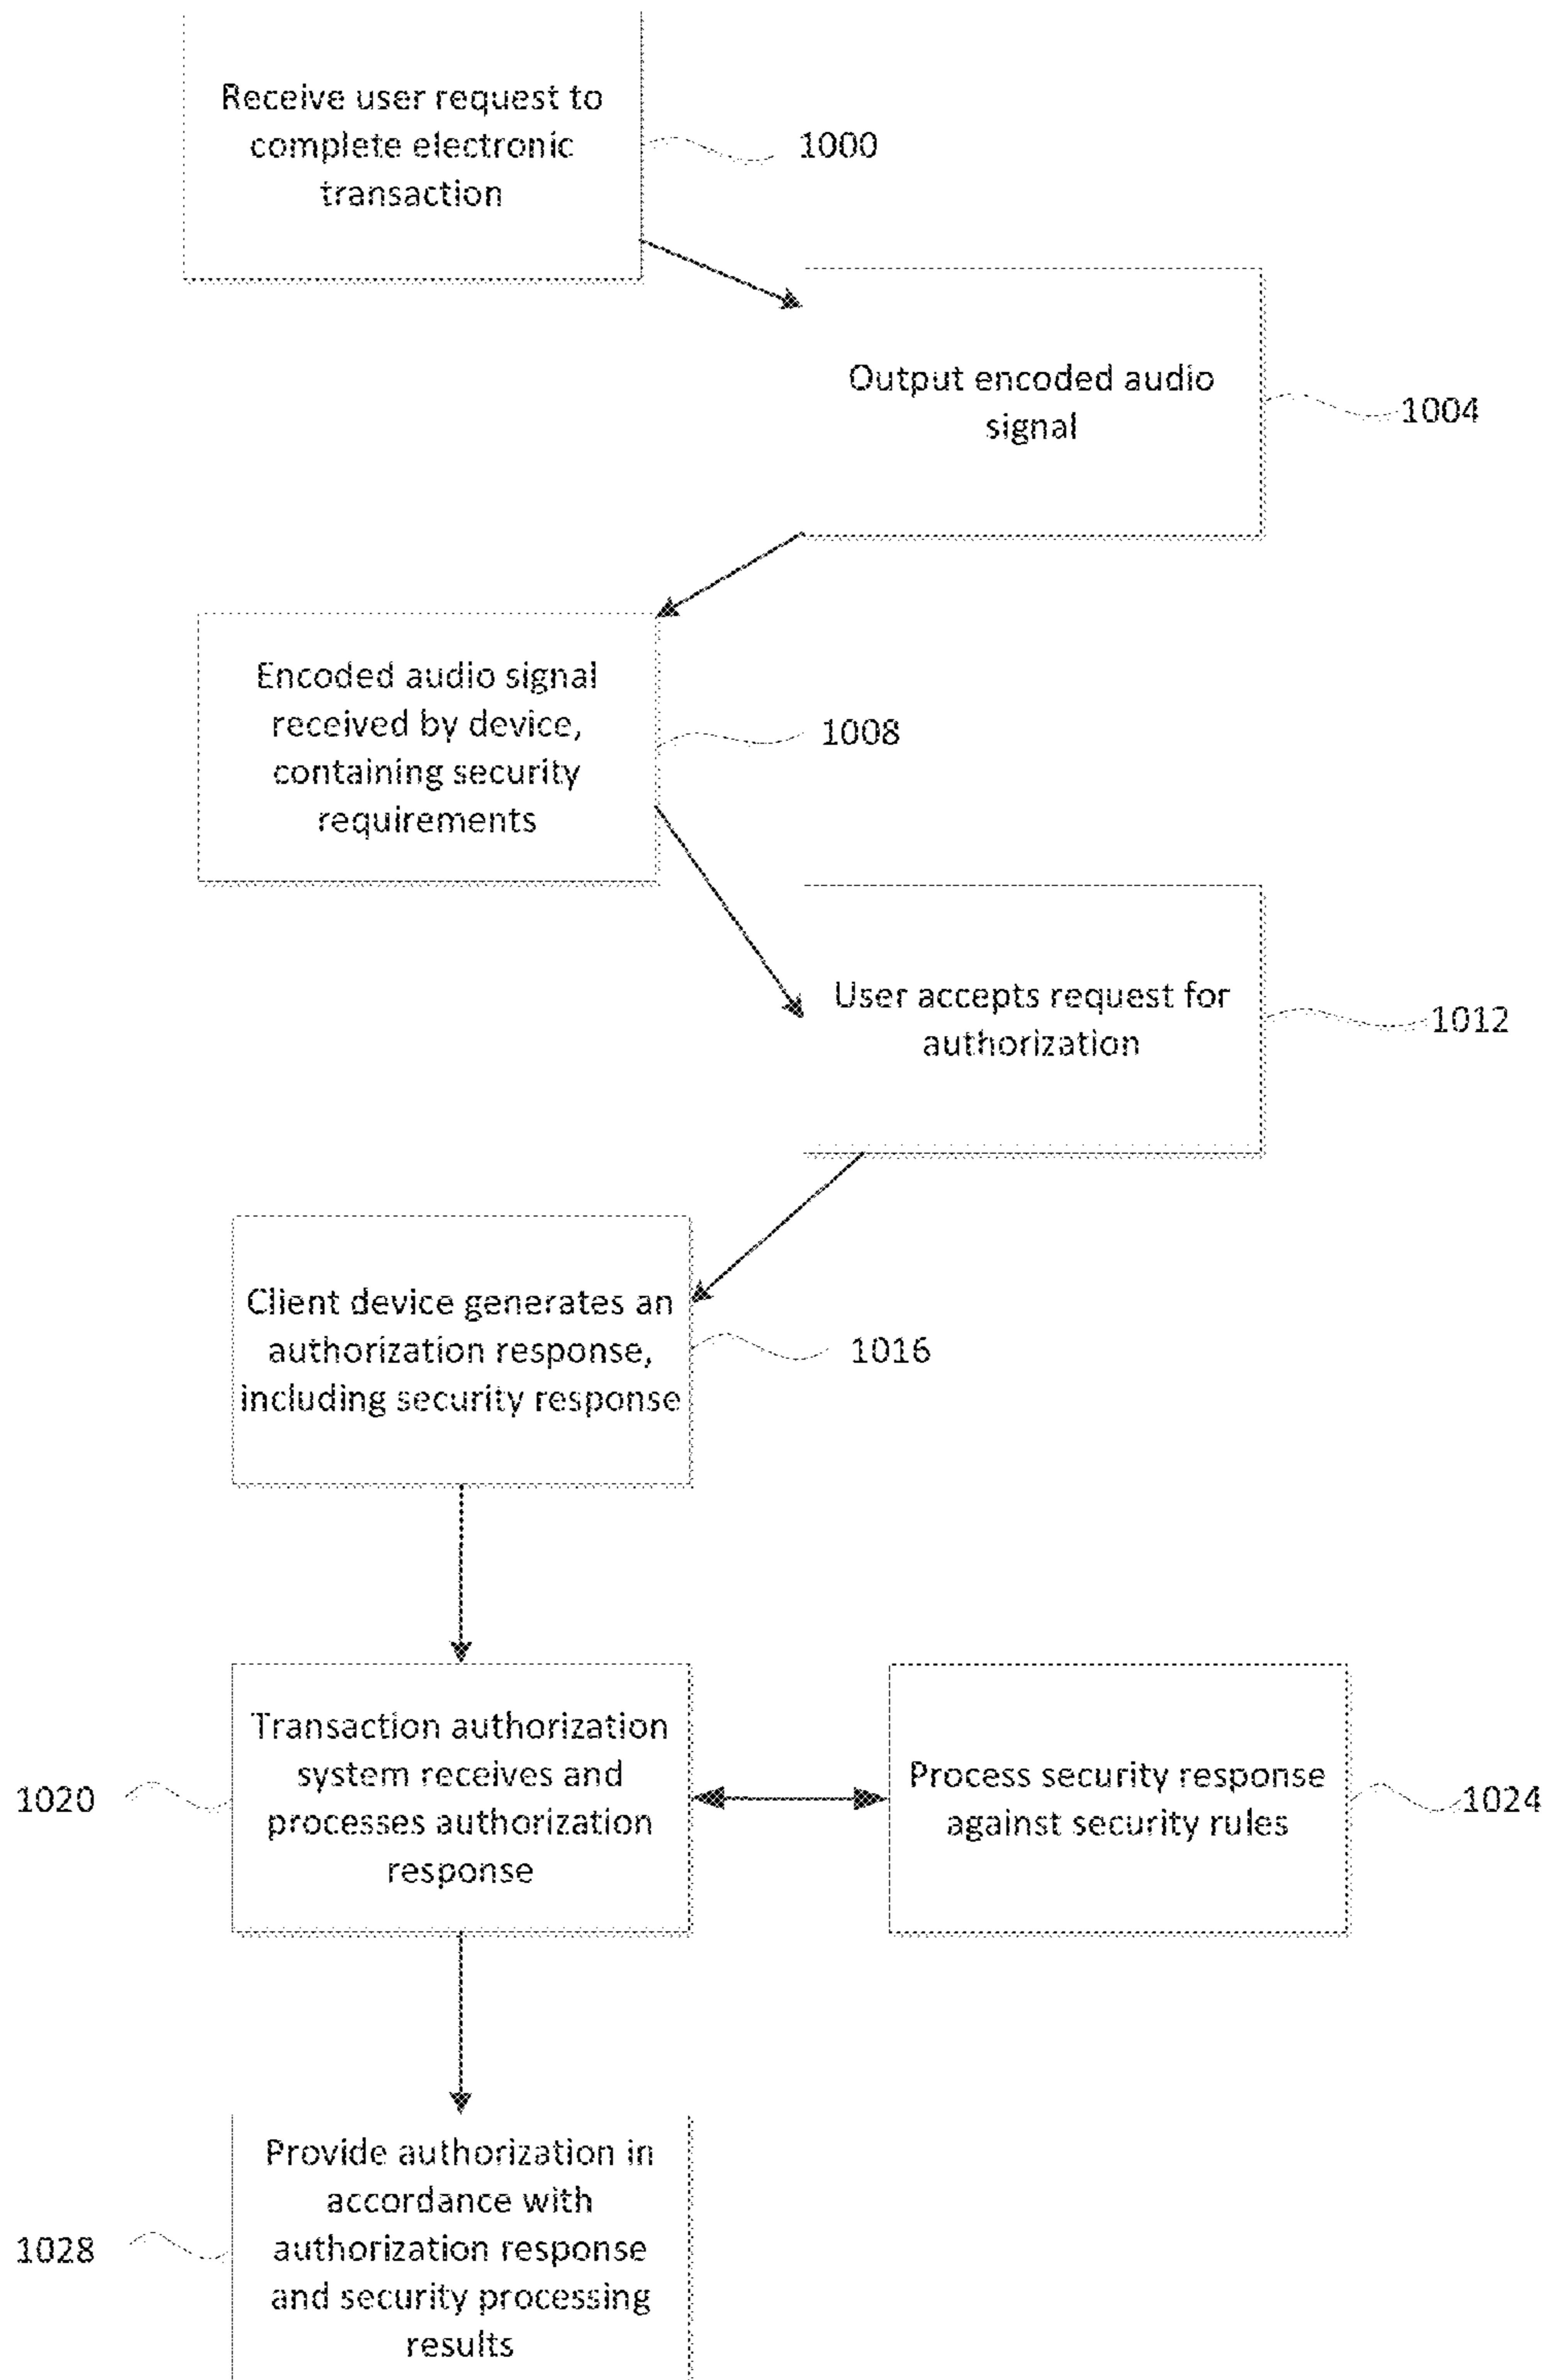 Receive user request to
complete electronic
transaction
1000
Output encoded audio
signal
1004
Encoded audio signal
received by device,
containing security
requirements
1008
User accepts request for
authorization
1012
Client device generates an
authorization response,
including security response
1016
Transaction authorization
system receives and
processes authorization
response
1020
Process security response
against security rules
1024
Provide authorization in
accordance with
authorization response
and security processing
results
1028